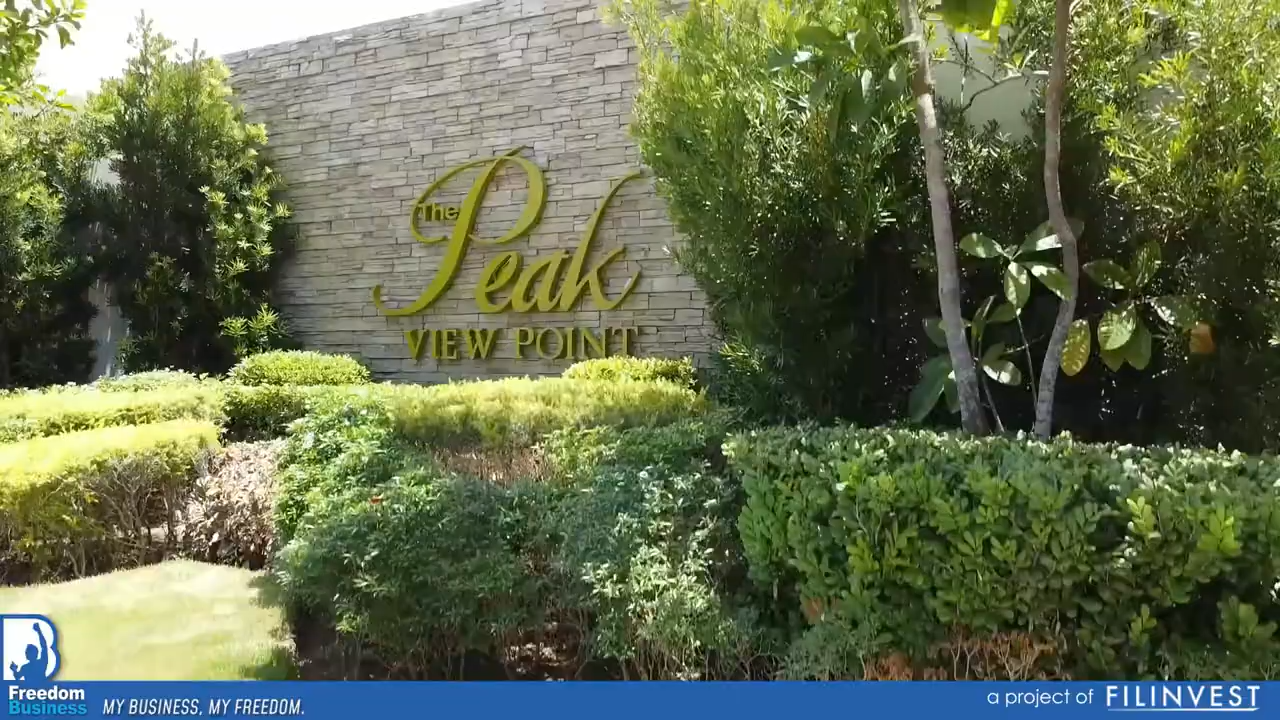 The
Peak
VIEW POINT
Freedom
Business
MY BUSINESS, MY FREEDOM.
a project of FILINVEST